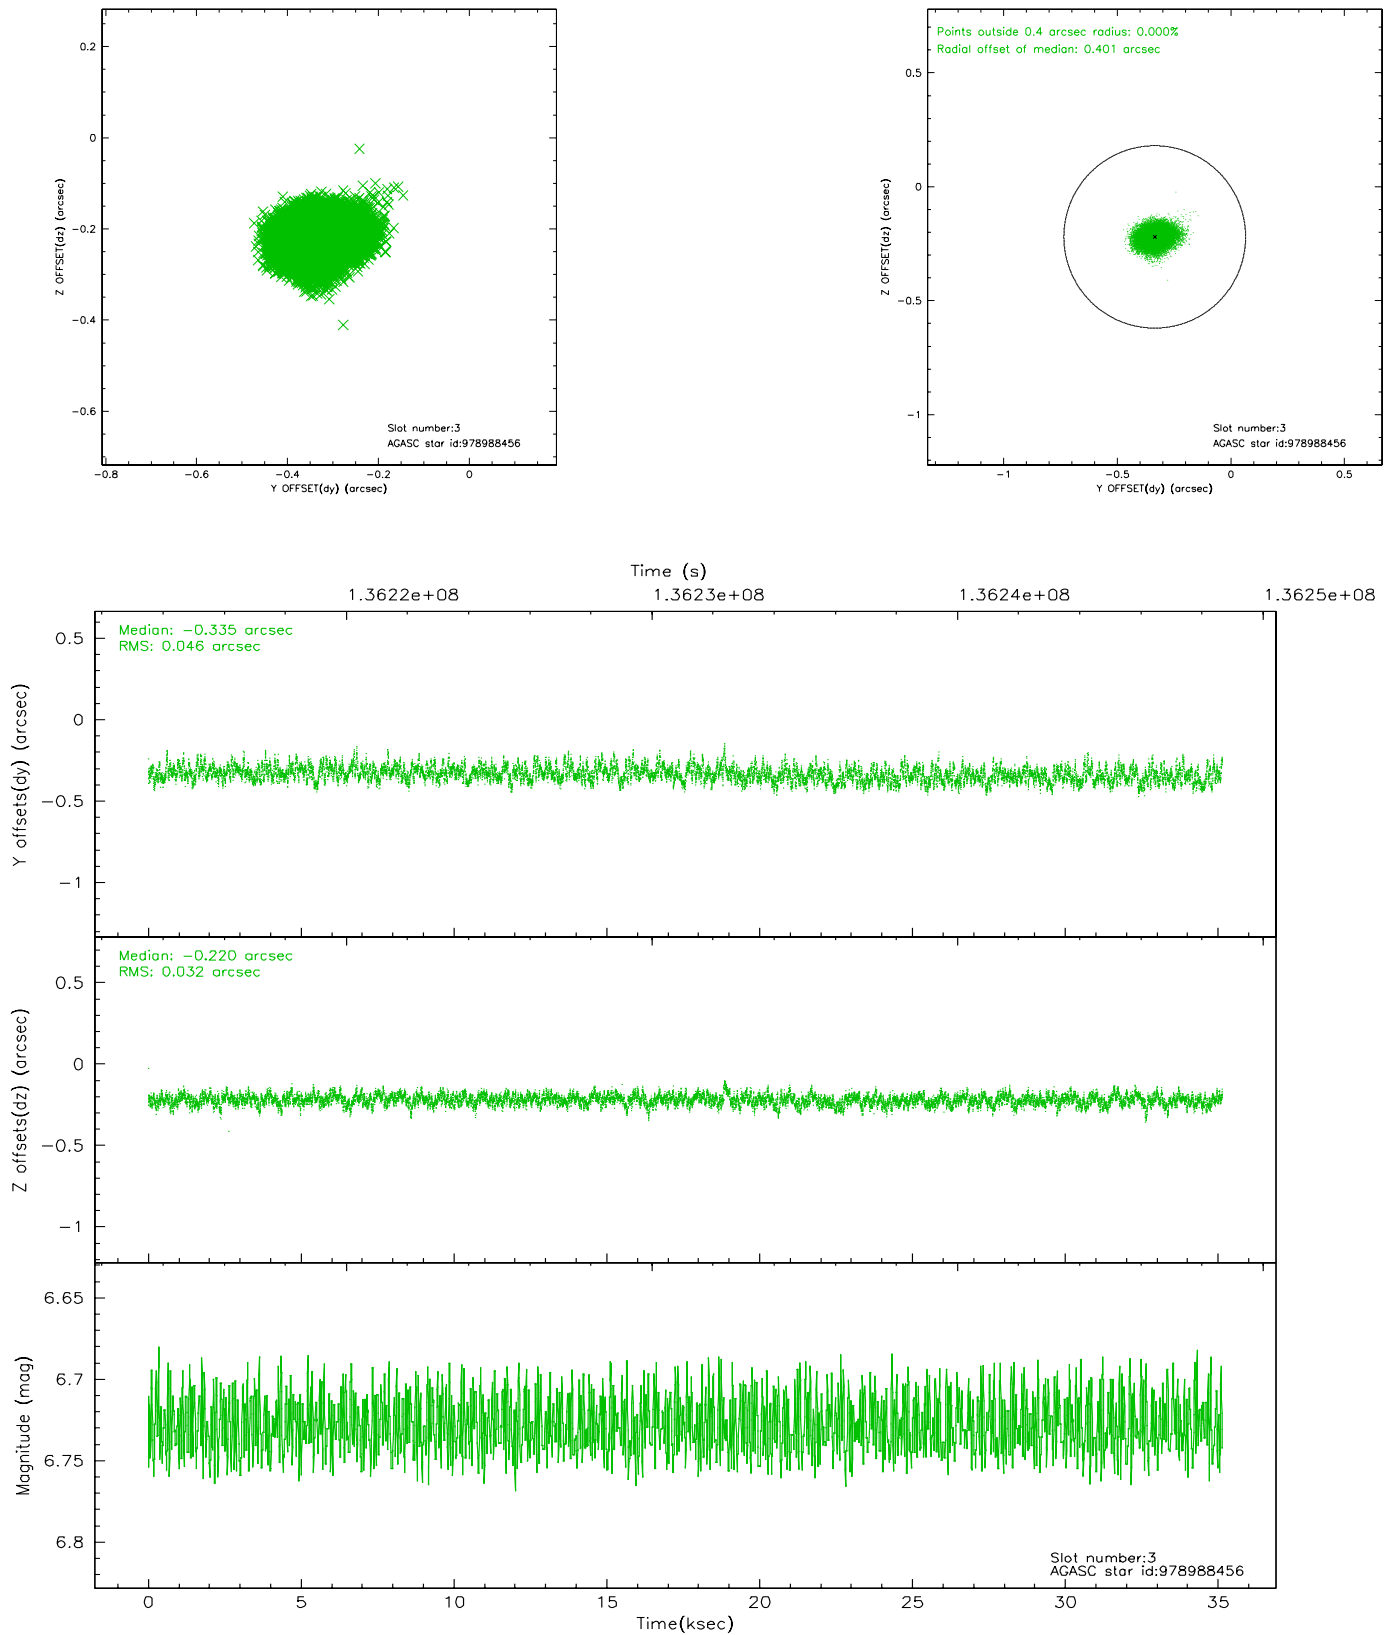 0.2
0
−0.2
−0.4
−0.6
Z OFFSET(dz) (arcsec)
Slot number:3
AGASC star id:978988456
−0.8 −0.6 −0.4 −0.2 0
Y OFFSET(dy) (arcsec)
Points outside 0.4 arcsec radius: 0.000%
Radial offset of median: 0.401 arcsec
0.5
0
−0.5
−1
Z OFFSET(dz) (arcsec)
Slot number:3
AGASC star id:978988456
−1 −0.5 0 0.5
Y OFFSET(dy) (arcsec)
Time (s)
1.3622e+08 1.3623e+08 1.3624e+08 1.3625e+08
Median: −0.335 arcsec
RMS: 0.046 arcsec
0.5
0
−0.5
−1
Y offsets(dy) (arcsec)
Median: −0.220 arcsec
RMS: 0.032 arcsec
0.5
0
−0.5
−1
Z offsets(dz) (arcsec)
6.65
6.7
6.75
6.8
Magnitude (mag)
Slot number:3
AGASC star id:978988456
0 5 10 15 20 25 30 35
Time(ksec)